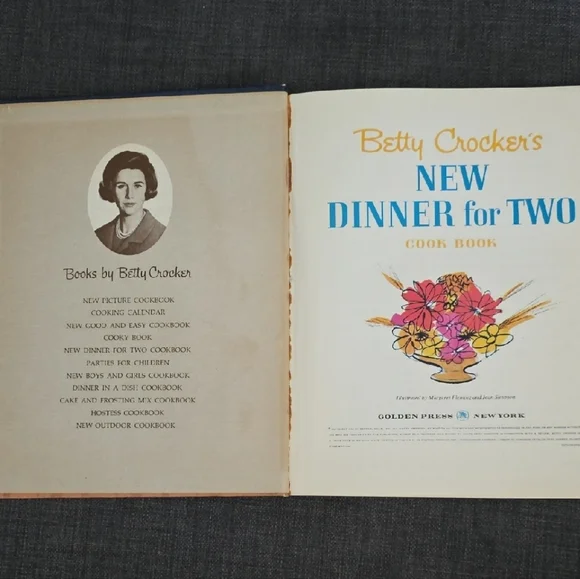 Books by Betty Crocker
NEW PICTURE COOKBOOK
COOKING CALENDAR
NEW GOOD AND EASY COOKBOOK
COOKY BOOK
NEW DINNER FOR TWO COOKBOOK
PARTIES FOR CHILDREN
NEW BOYS AND GIRLS COOKBOOK
DINNER IN A DISH COOKBOOK
CAKE AND FROSTING MIX COOKBOOK
HOSTESS COOKBOOK
NEW OUTDOOR COOKBOOK
Betty Crocker's
NEW
DINNER for TWO
COOK BOOK
GOLDEN PRESS NEW YORK